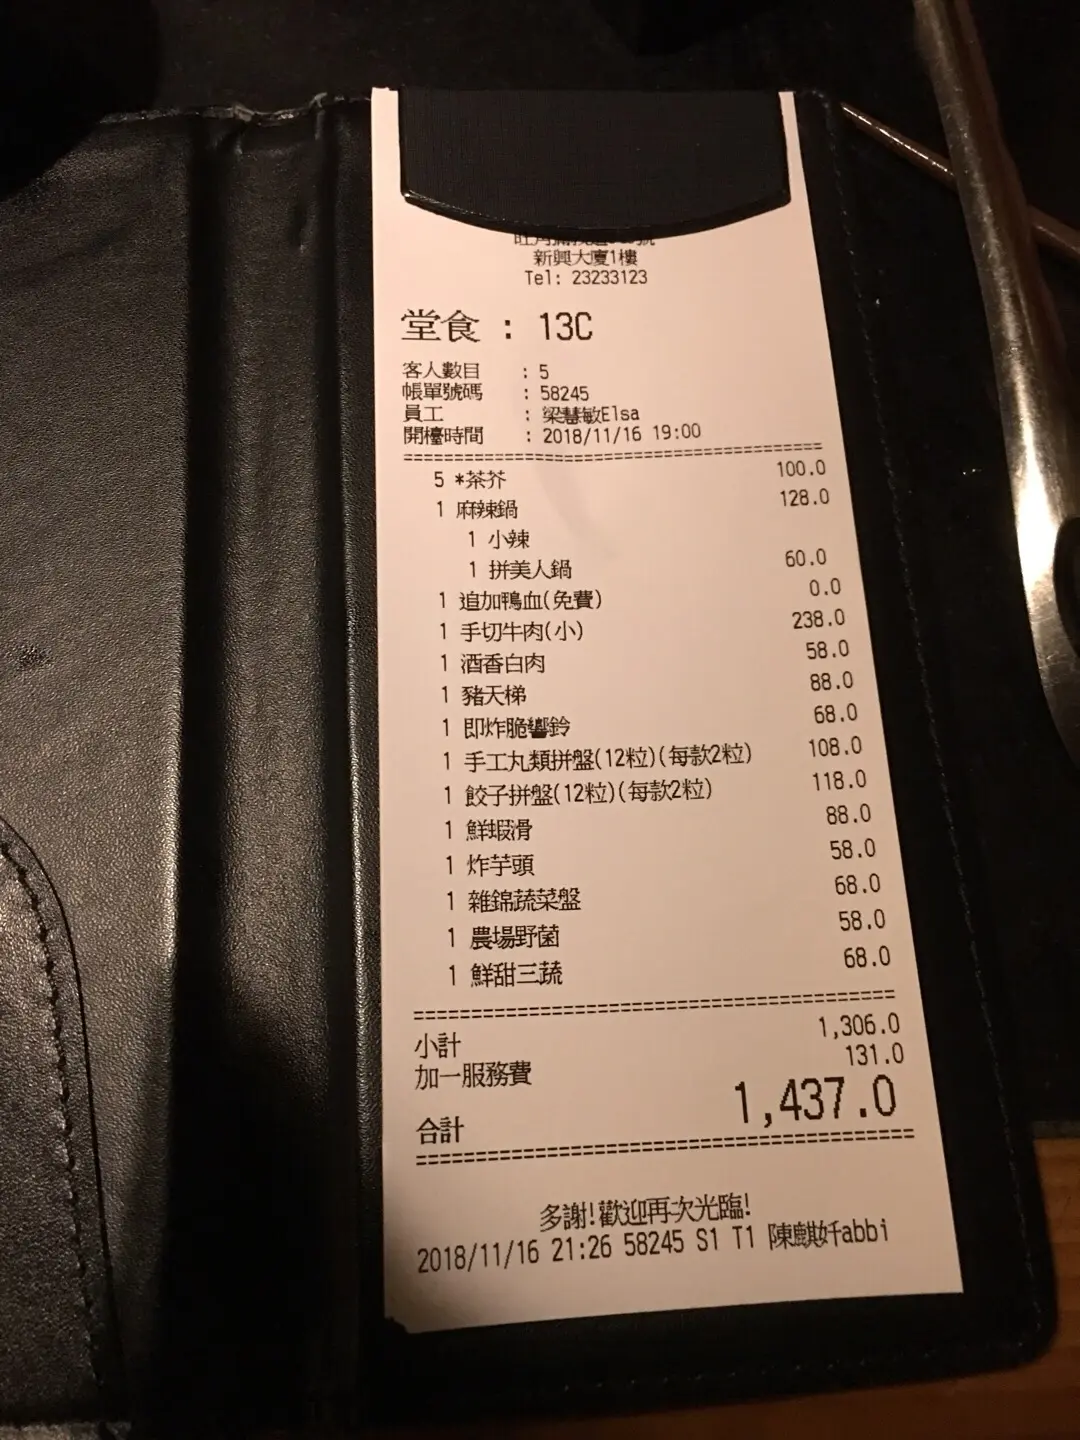 新興大廈1樓
Tel: 23233123
堂食 : 13C
客人數目 : 5
帳單號碼 : 58245
員工 : 梁慧敏Elsa
開檯時間 : 2018/11/16 19:00
5 *茶芥 100.0
1 麻辣鍋 128.0
1 小辣
1 拼美人鍋 60.0
1 追加鴨血(免費) 0.0
1 手切牛肉(小) 238.0
1 酒香白肉 58.0
1 豬天梯 88.0
1 即炸脆響鈴 68.0
1 手工丸類拼盤(12粒)(每款2粒) 108.0
1 餃子拼盤(12粒)(每款2粒) 118.0
1 鮮蝦滑 88.0
1 炸芋頭 58.0
1 雜錦蔬菜盤 68.0
1 農場野菌 58.0
1 鮮甜三蔬 68.0
小計 1,306.0
加一服務費 131.0
合計 1,437.0
多謝!歡迎再次光臨!
2018/11/16 21:26 58245 S1 T1 陳麒妤abbi